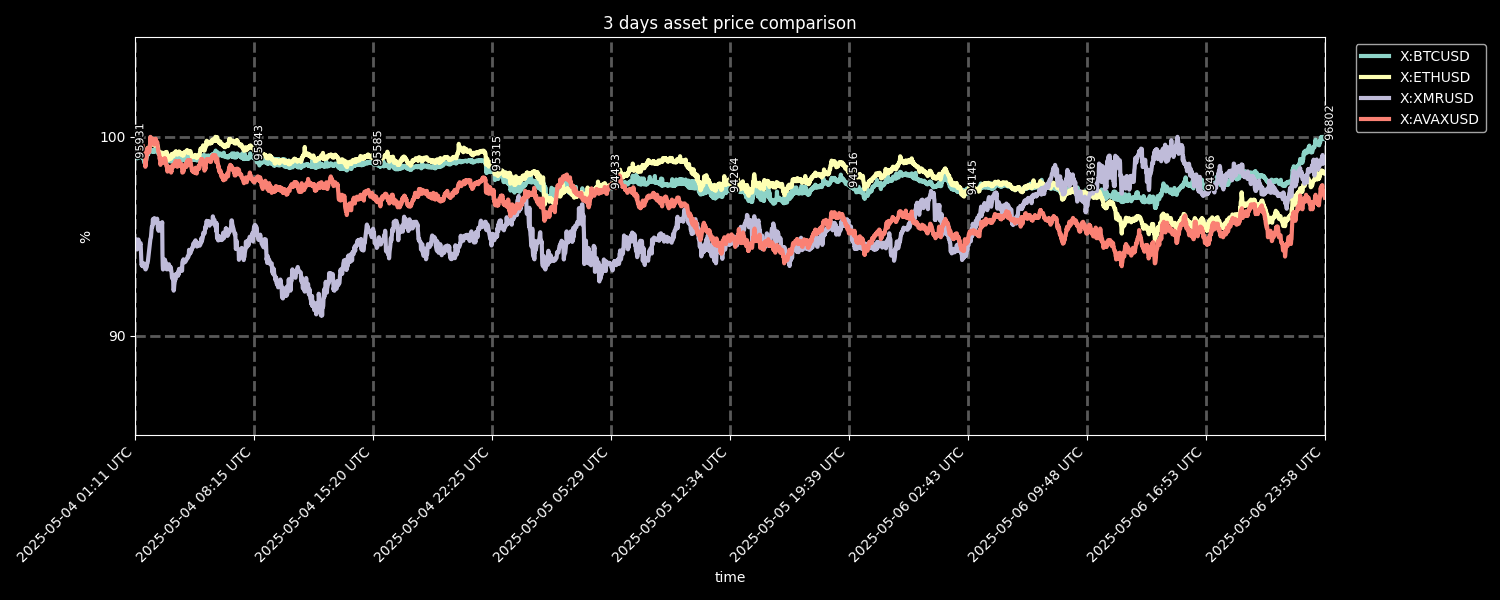 3 days asset price comparison
X:BTCUSD
X:ETHUSD
X:XMRUSD
X:AVAXUSD
100
90
%
95931
95843
95585
95315
94433
94264
94516
94145
94369
94366
96802
2025-05-04 01:11 UTC
2025-05-04 08:15 UTC
2025-05-04 15:20 UTC
2025-05-04 22:25 UTC
2025-05-05 05:29 UTC
2025-05-05 12:34 UTC
2025-05-05 19:39 UTC
2025-05-06 02:43 UTC
2025-05-06 09:48 UTC
2025-05-06 16:53 UTC
2025-05-06 23:58 UTC
time